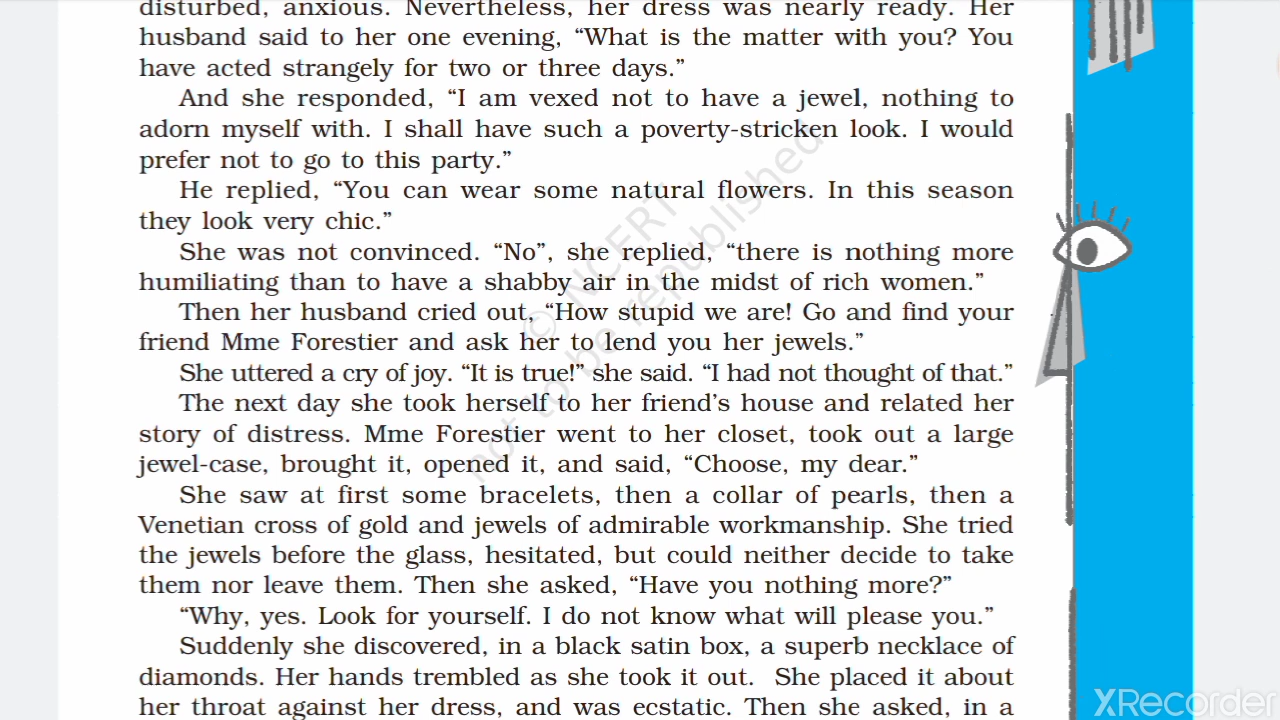 disturbed, anxious. Nevertheless, her dress was nearly ready. Her
husband said to her one evening, “What is the matter with you? You
have acted strangely for two or three days.”
And she responded, “I am vexed not to have a jewel, nothing to
adorn myself with. I shall have such a poverty-stricken look. I would
prefer not to go to this party.”
He replied, “You can wear some natural flowers. In this season
they look very chic.”
She was not convinced. “No”, she replied, “there is nothing more
humiliating than to have a shabby air in the midst of rich women.”
Then her husband cried out, “How stupid we are! Go and find your
friend Mme Forestier and ask her to lend you her jewels.”
She uttered a cry of joy. “It is true!” she said. “I had not thought of that.”
The next day she took herself to her friend’s house and related her
story of distress. Mme Forestier went to her closet, took out a large
jewel-case, brought it, opened it, and said, “Choose, my dear.”
She saw at first some bracelets, then a collar of pearls, then a
Venetian cross of gold and jewels of admirable workmanship. She tried
the jewels before the glass, hesitated, but could neither decide to take
them nor leave them. Then she asked, “Have you nothing more?”
“Why, yes. Look for yourself. I do not know what will please you.”
Suddenly she discovered, in a black satin box, a superb necklace of
diamonds. Her hands trembled as she took it out. She placed it about
her throat against her dress, and was ecstatic. Then she asked, in a
© NCERT
not to be republished
XRecorder